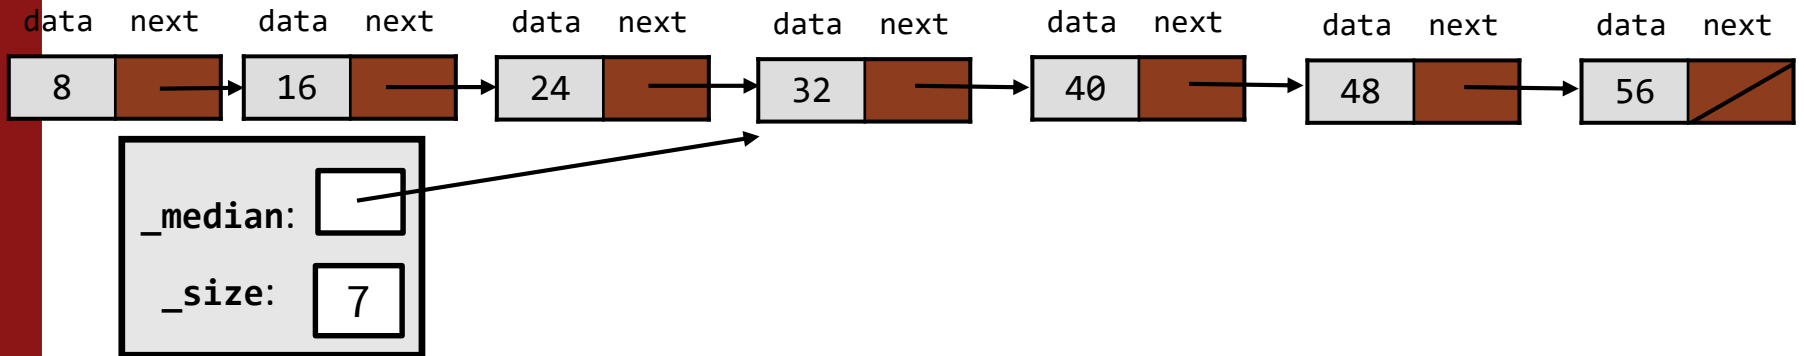 data next data next data next data next data next data next data next
8 16 24 32 40 48 56
_median:
_size: 7